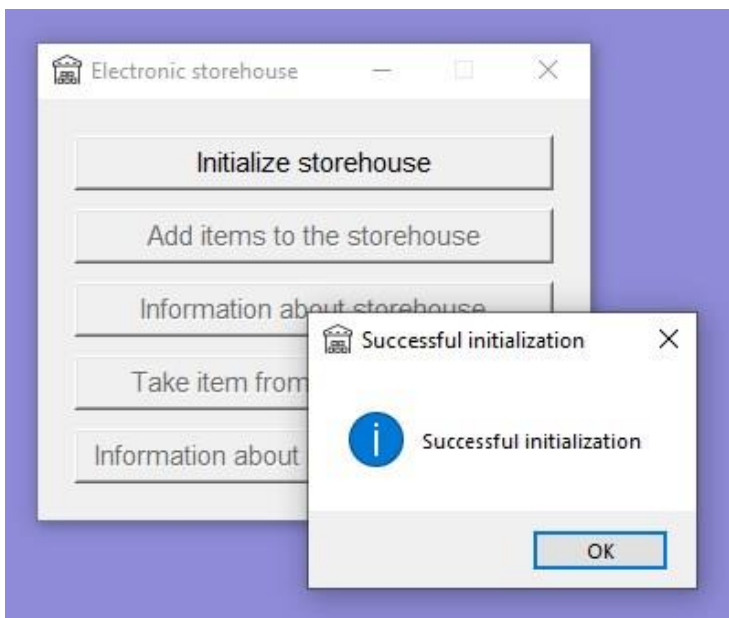 Electronic storehouse
Initialize storehouse
Add items to the storehouse
Information about storehouse
Take item from
Information about
Successful initialization
Successful initialization
OK